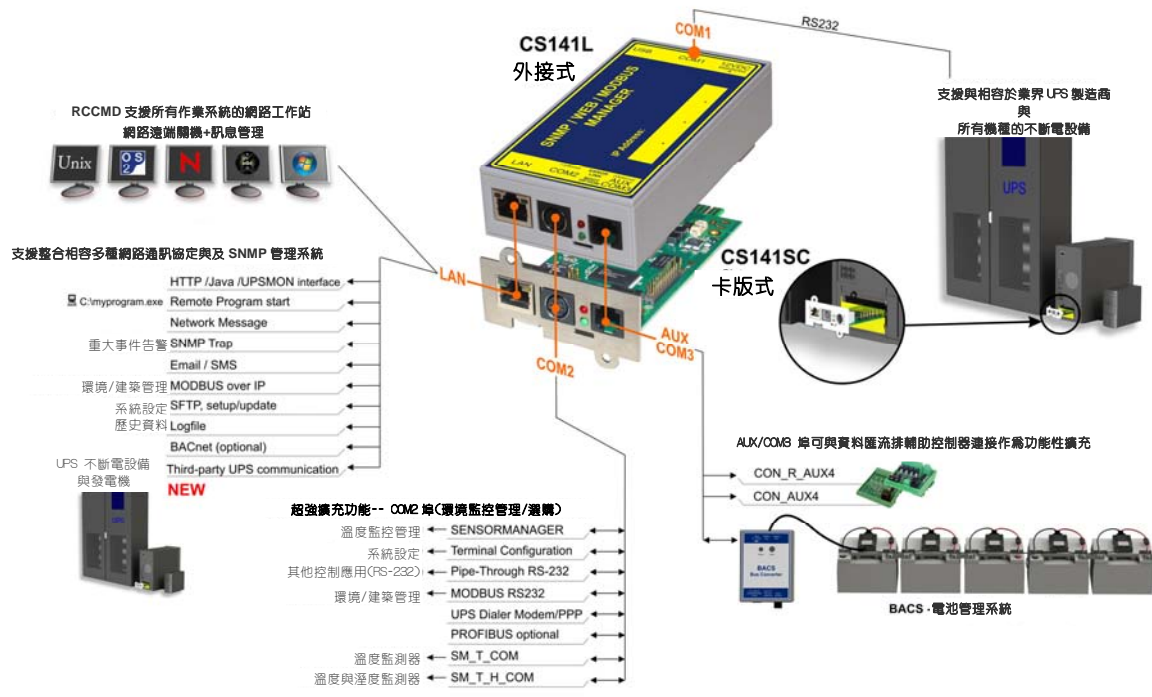 RS232
COM1
CS141L
外接式
USB
COM1
12VDC
SNMP / WEB / MODBUS
MANAGER
IP Address:
LAN
COM2
AUX
COM3
RCCMD 支援所有作業系統的網路工作站
網路遠端關機+訊息管理
Unix
OS
2
N
支援與相容於業界 UPS 製造商
與
所有機種的不斷電設備
UPS
CS141SC
卡版式
LAN
COM2
AUX
COM3
支援整合相容多種網路通訊協定與及 SNMP 管理系統
HTTP /Java /UPSMON interface
C:\myprogram.exe Remote Program start
Network Message
重大事件告警 SNMP Trap
Email / SMS
環境/建築管理 MODBUS over IP
系統設定 SFTP, setup/update
歷史資料 Logfile
BACnet (optional)
Third-party UPS communication
NEW
UPS 不斷電設備
與發電機
UPS
超強擴充功能-- COM2 埠(環境監控管理/選購)
溫度監控管理 SENSORMANAGER
系統設定 Terminal Configuration
其他控制應用(RS-232) Pipe-Through RS-232
環境/建築管理 MODBUS RS232
UPS Dialer Modem/PPP
PROFIBUS optional
溫度監測器 SM_T_COM
溫度與溼度監測器 SM_T_H_COM
AUX/COM3 埠可與資料匯流排輔助控制器連接作為功能性擴充
CON_R_AUX4
CON_AUX4
BACS
Bus Converter
BACS -電池管理系統